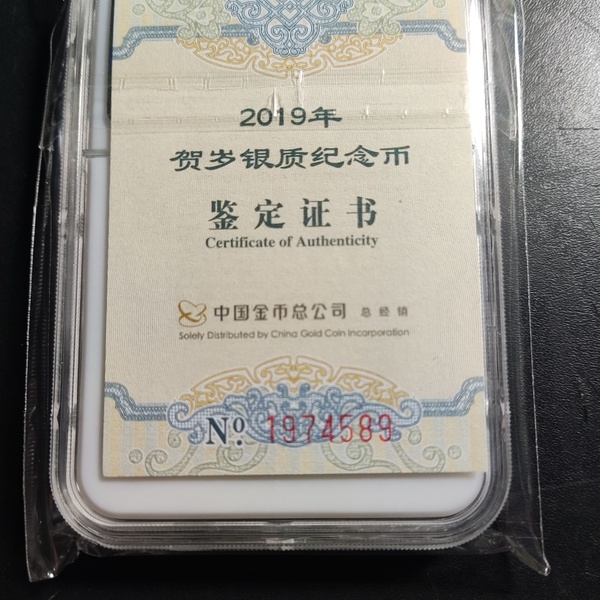 2019年
贺岁银质纪念币
鉴定证书
Certificate of Authenticity
中国金币总公司 总经销
Solely Distributed by China Gold Coin Incorporation
Nº. 1974589